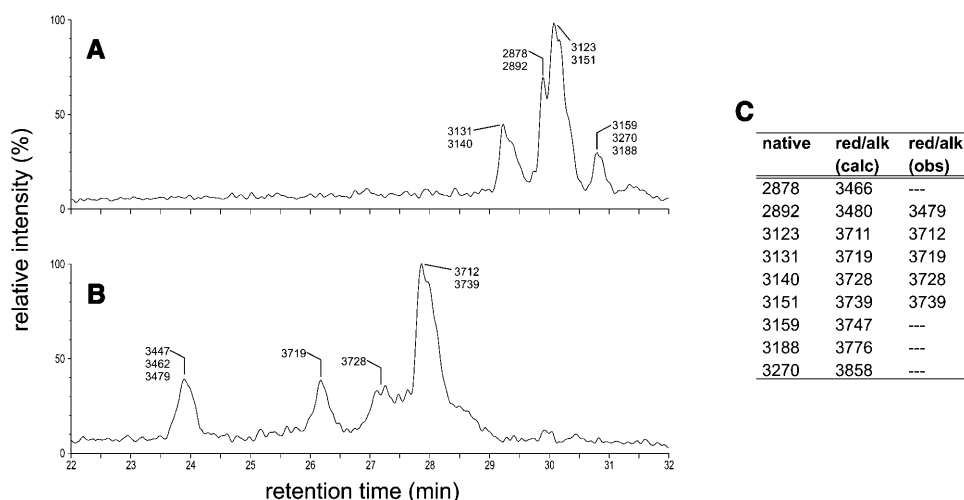 A
100
50
0
2878
2892
3123
3151
3131
3140
3159
3270
3188
relative intensity (%)
B
100
50
0
3447
3462
3479
3719
3728
3712
3739
22 23 24 25 26 27 28 29 30 31 32
retention time (min)
C
native red/alk red/alk
(calc) (obs)
2878 3466 ---
2892 3480 3479
3123 3711 3712
3131 3719 3719
3140 3728 3728
3151 3739 3739
3159 3747 ---
3188 3776 ---
3270 3858 ---